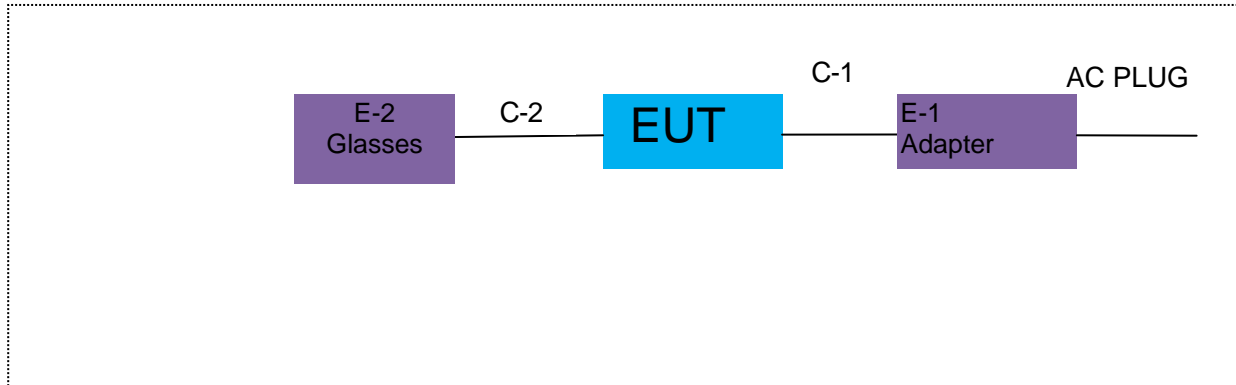 C-1
AC PLUG
E-2
Glasses
C-2
EUT
E-1
Adapter